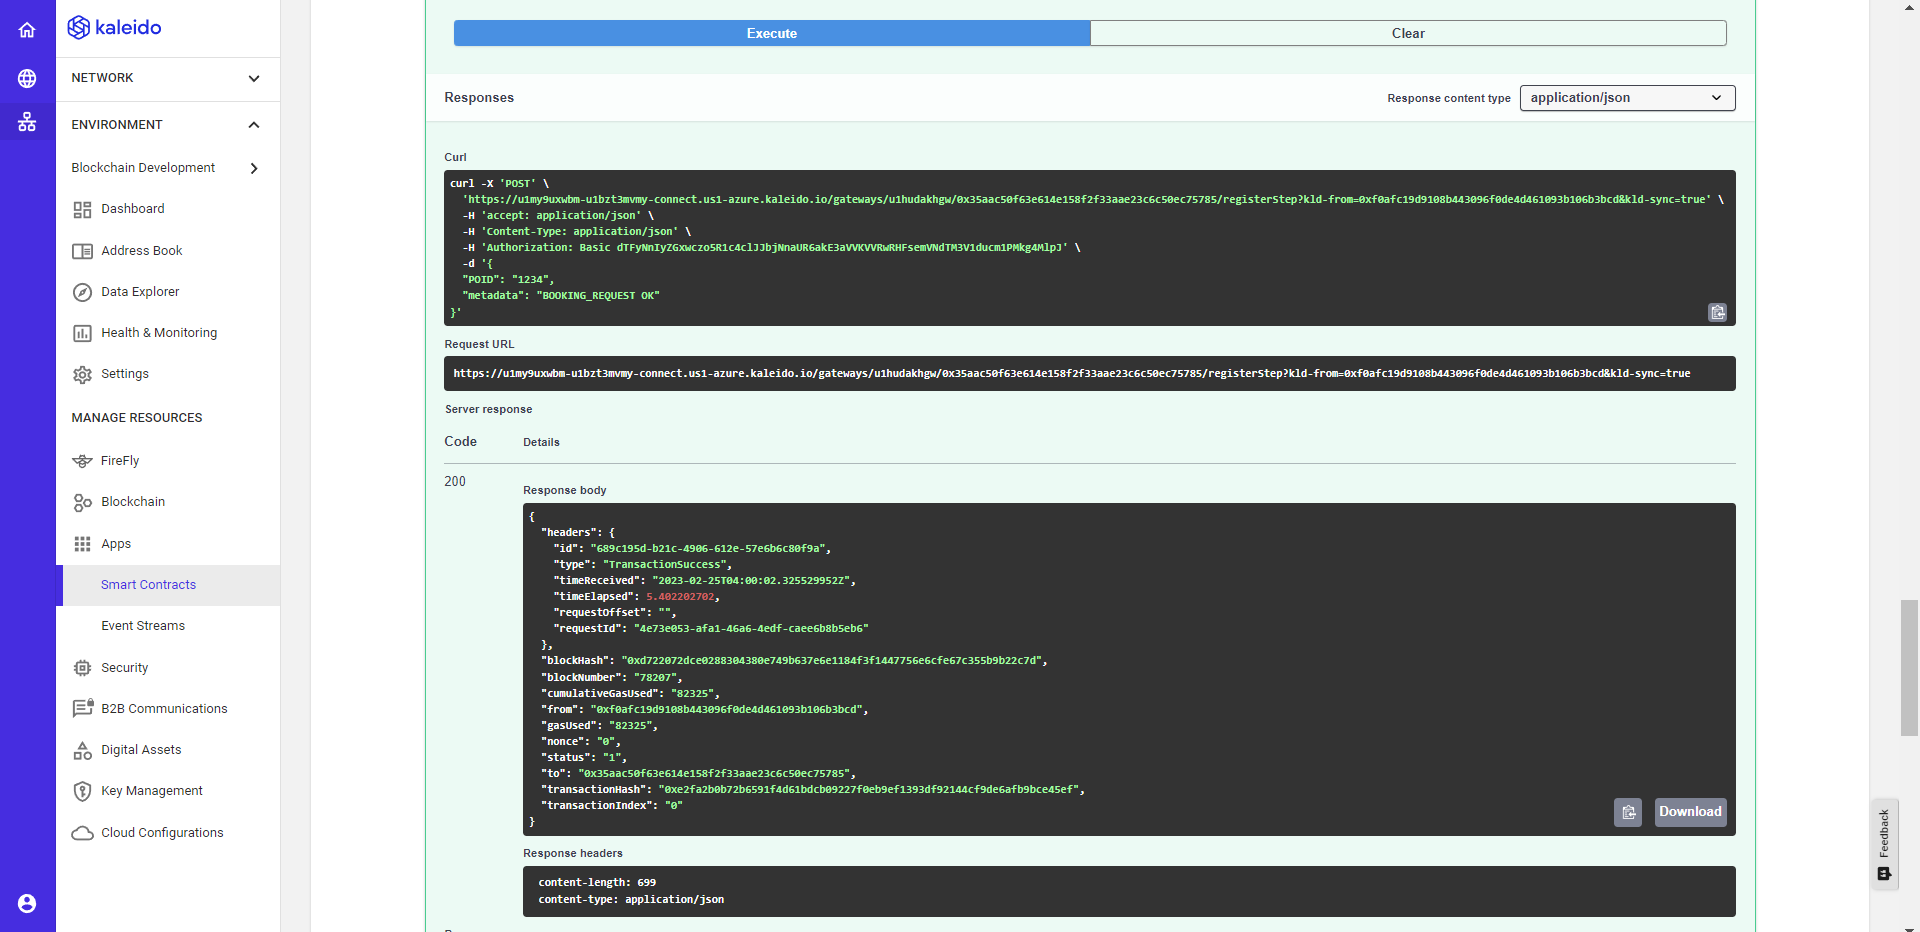 kaleido
NETWORK
ENVIRONMENT
Blockchain Development
Dashboard
Address Book
Data Explorer
Health & Monitoring
Settings
MANAGE RESOURCES
FireFly
Blockchain
Apps
Smart Contracts
Event Streams
Security
B2B Communications
Digital Assets
Key Management
Cloud Configurations
Execute
Clear
Responses
Response content type
application/json
Curl
curl -X 'POST' \
'https://u1my9uxwbm-u1bzt3mvmy-connect.us1-azure.kaleido.io/gateways/u1hudakhgw/0x35aac50f63e614e158f2f33aae23c6c50ec75785/registerStep?kld-from=0xf0afc19d9108b443096f0de4d461093b106b3bcd&kld-sync=true' \
-H 'accept: application/json' \
-H 'Content-Type: application/json' \
-H 'Authorization: Basic dTFyNnIyZGxwczo5R1c4clJJbjNnaUR6akE3aVVKVVRwRHFsemVNdTM3V1ducm1PMkg4MlpJ' \
-d '{
"POID": "1234",
"metadata": "BOOKING_REQUEST OK"
}'
Request URL
https://u1my9uxwbm-u1bzt3mvmy-connect.us1-azure.kaleido.io/gateways/u1hudakhgw/0x35aac50f63e614e158f2f33aae23c6c50ec75785/registerStep?kld-from=0xf0afc19d9108b443096f0de4d461093b106b3bcd&kld-sync=true
Server response
Code
Details
200
Response body
{
"headers": {
"id": "689c195d-b21c-4906-612e-57e6b6c80f9a",
"type": "TransactionSuccess",
"timeReceived": "2023-02-25T04:00:02.325529952Z",
"timeElapsed": 5.402202702,
"requestOffset": "",
"requestId": "4e73e053-afa1-46a6-4edf-caee6b8b5eb6"
},
"blockHash": "0xd722072dce0288304380e749b637e6e1184f3f1447756e6cfe67c355b9b22c7d",
"blockNumber": "78207",
"cumulativeGasUsed": "82325",
"from": "0xf0afc19d9108b443096f0de4d461093b106b3bcd",
"gasUsed": "82325",
"nonce": "0",
"status": "1",
"to": "0x35aac50f63e614e158f2f33aae23c6c50ec75785",
"transactionHash": "0xe2fa2b0b72b6591f4d61bdcb09227f0eb9ef1393df92144cf9de6afb9bce45ef",
"transactionIndex": "0"
}
Download
Response headers
content-length: 699
content-type: application/json
Feedback